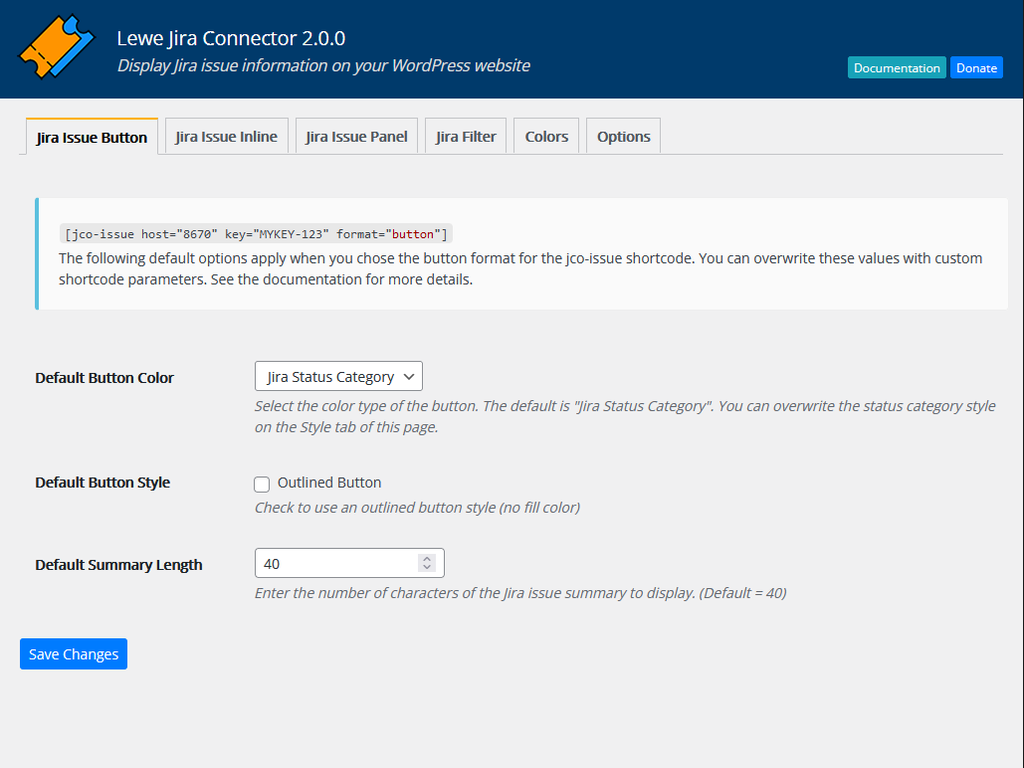 Lewe Jira Connector 2.0.0
Display Jira issue information on your WordPress website
Documentation
Donate
Jira Issue Button
Jira Issue Inline
Jira Issue Panel
Jira Filter
Colors
Options
[jco-issue host="8670" key="MYKEY-123" format="button"]
The following default options apply when you chose the button format for the jco-issue shortcode. You can overwrite these values with custom
shortcode parameters. See the documentation for more details.
Default Button Color
Jira Status Category
Select the color type of the button. The default is "Jira Status Category". You can overwrite the status category style
on the Style tab of this page.
Default Button Style
Outlined Button
Check to use an outlined button style (no fill color)
Default Summary Length
40
Enter the number of characters of the Jira issue summary to display. (Default = 40)
Save Changes